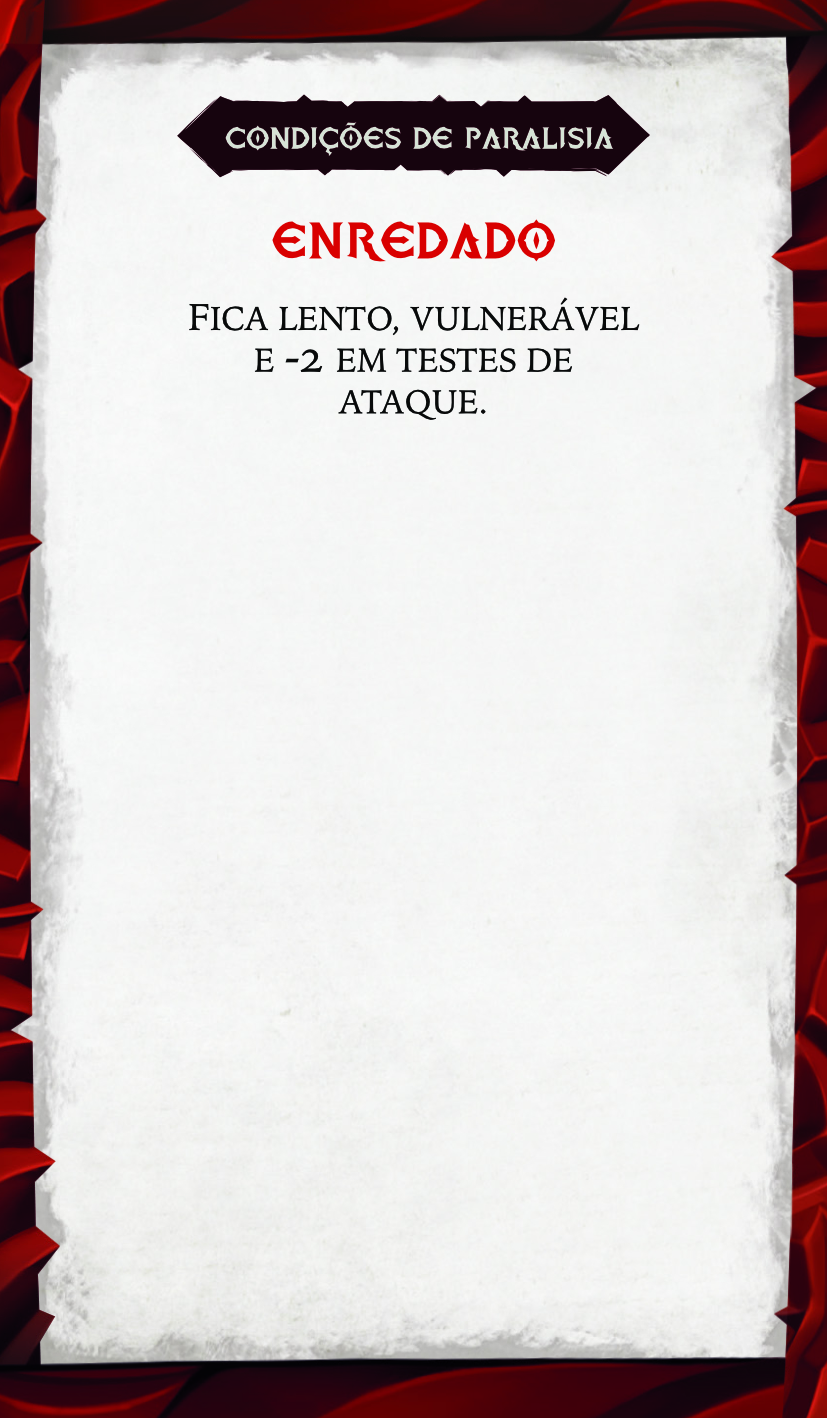 CONDIÇÕES DE PARALISIA
ENREDADO
FICA LENTO, VULNERÁVEL
E -2 EM TESTES DE
ATAQUE.